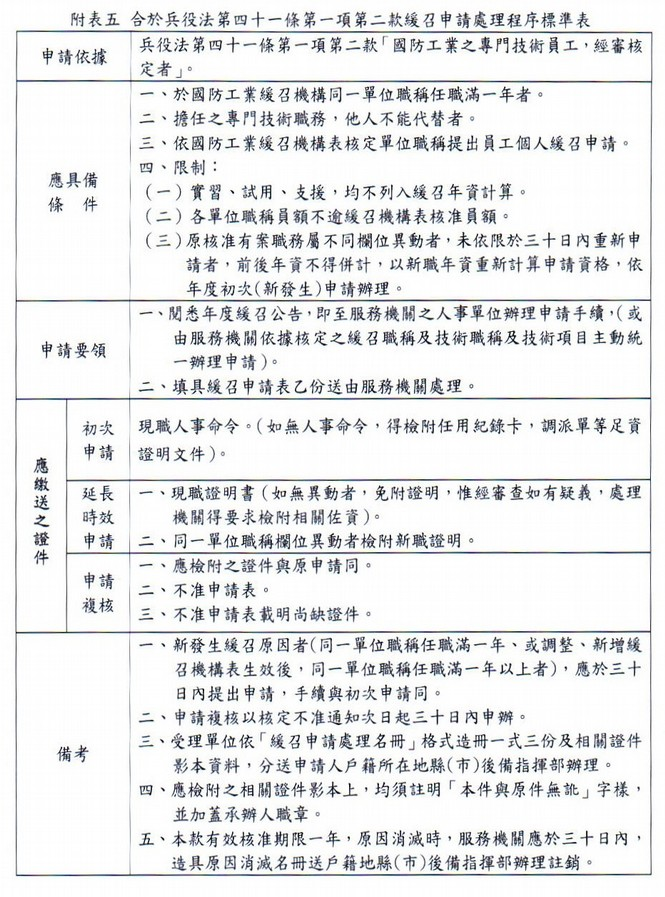 附表五 合於兵役法第四十一條第一項第二款緩召申請處理程序標準表
申請依據
兵役法第四十一條第一項第二款「國防工業之專門技術員工，經審核
定者」。
應具備
條 件
一、於國防工業緩召機構同一單位職稱任職滿一年者。
二、擔任之專門技術職務，他人不能代替者。
三、依國防工業緩召機構表核定單位職稱提出員工個人緩召申請。
四、限制：
（一）實習、試用、支援，均不列入緩召年資計算。
（二）各單位職稱員額不逾緩召機構表核准員額。
（三）原核准有案職務屬不同欄位異動者，未依限於三十日內重新申
請者，前後年資不得併計，以新職年資重新計算申請資格，依
年度初次(新發生)申請辦理。
申請要領
一、閱悉年度緩召公告，即至服務機關之人事單位辦理申請手續，(或
由服務機關依據核定之緩召職稱及技術職稱及技術項目主動統
一辦理申請)。
二、填具緩召申請表乙份送由服務機關處理。
應繳送之證件
初次
申請
現職人事命令。(如無人事命令，得檢附任用紀錄卡，調派單等足資
證明文件)。
延長
時效
申請
一、現職證明書(如無異動者，免附證明，惟經審查如有疑義，處理
機關得要求檢附相關佐資)。
二、同一單位職稱欄位異動者檢附新職證明。
申請
複核
一、應檢附之證件與原申請同。
二、不准申請表。
三、不准申請表載明尚缺證件。
備考
一、新發生緩召原因者(同一單位職稱任職滿一年、或調整、新增緩
召機構表生效後，同一單位職稱任職滿一年以上者)，應於三十
日內提出申請，手續與初次申請同。
二、申請複核以核定不准通知次日起三十日內申辦。
三、受理單位依「緩召申請處理名冊」格式造冊一式三份及相關證件
影本資料，分送申請人戶籍所在地縣(市)後備指揮部辦理。
四、應檢附之相關證件影本上，均須註明「本件與原件無訛」字樣，
並加蓋承辦人職章。
五、本款有效核准期限一年，原因消滅時，服務機關應於三十日內，
造具原因消滅名冊送戶籍地縣(市)後備指揮部辦理註銷。